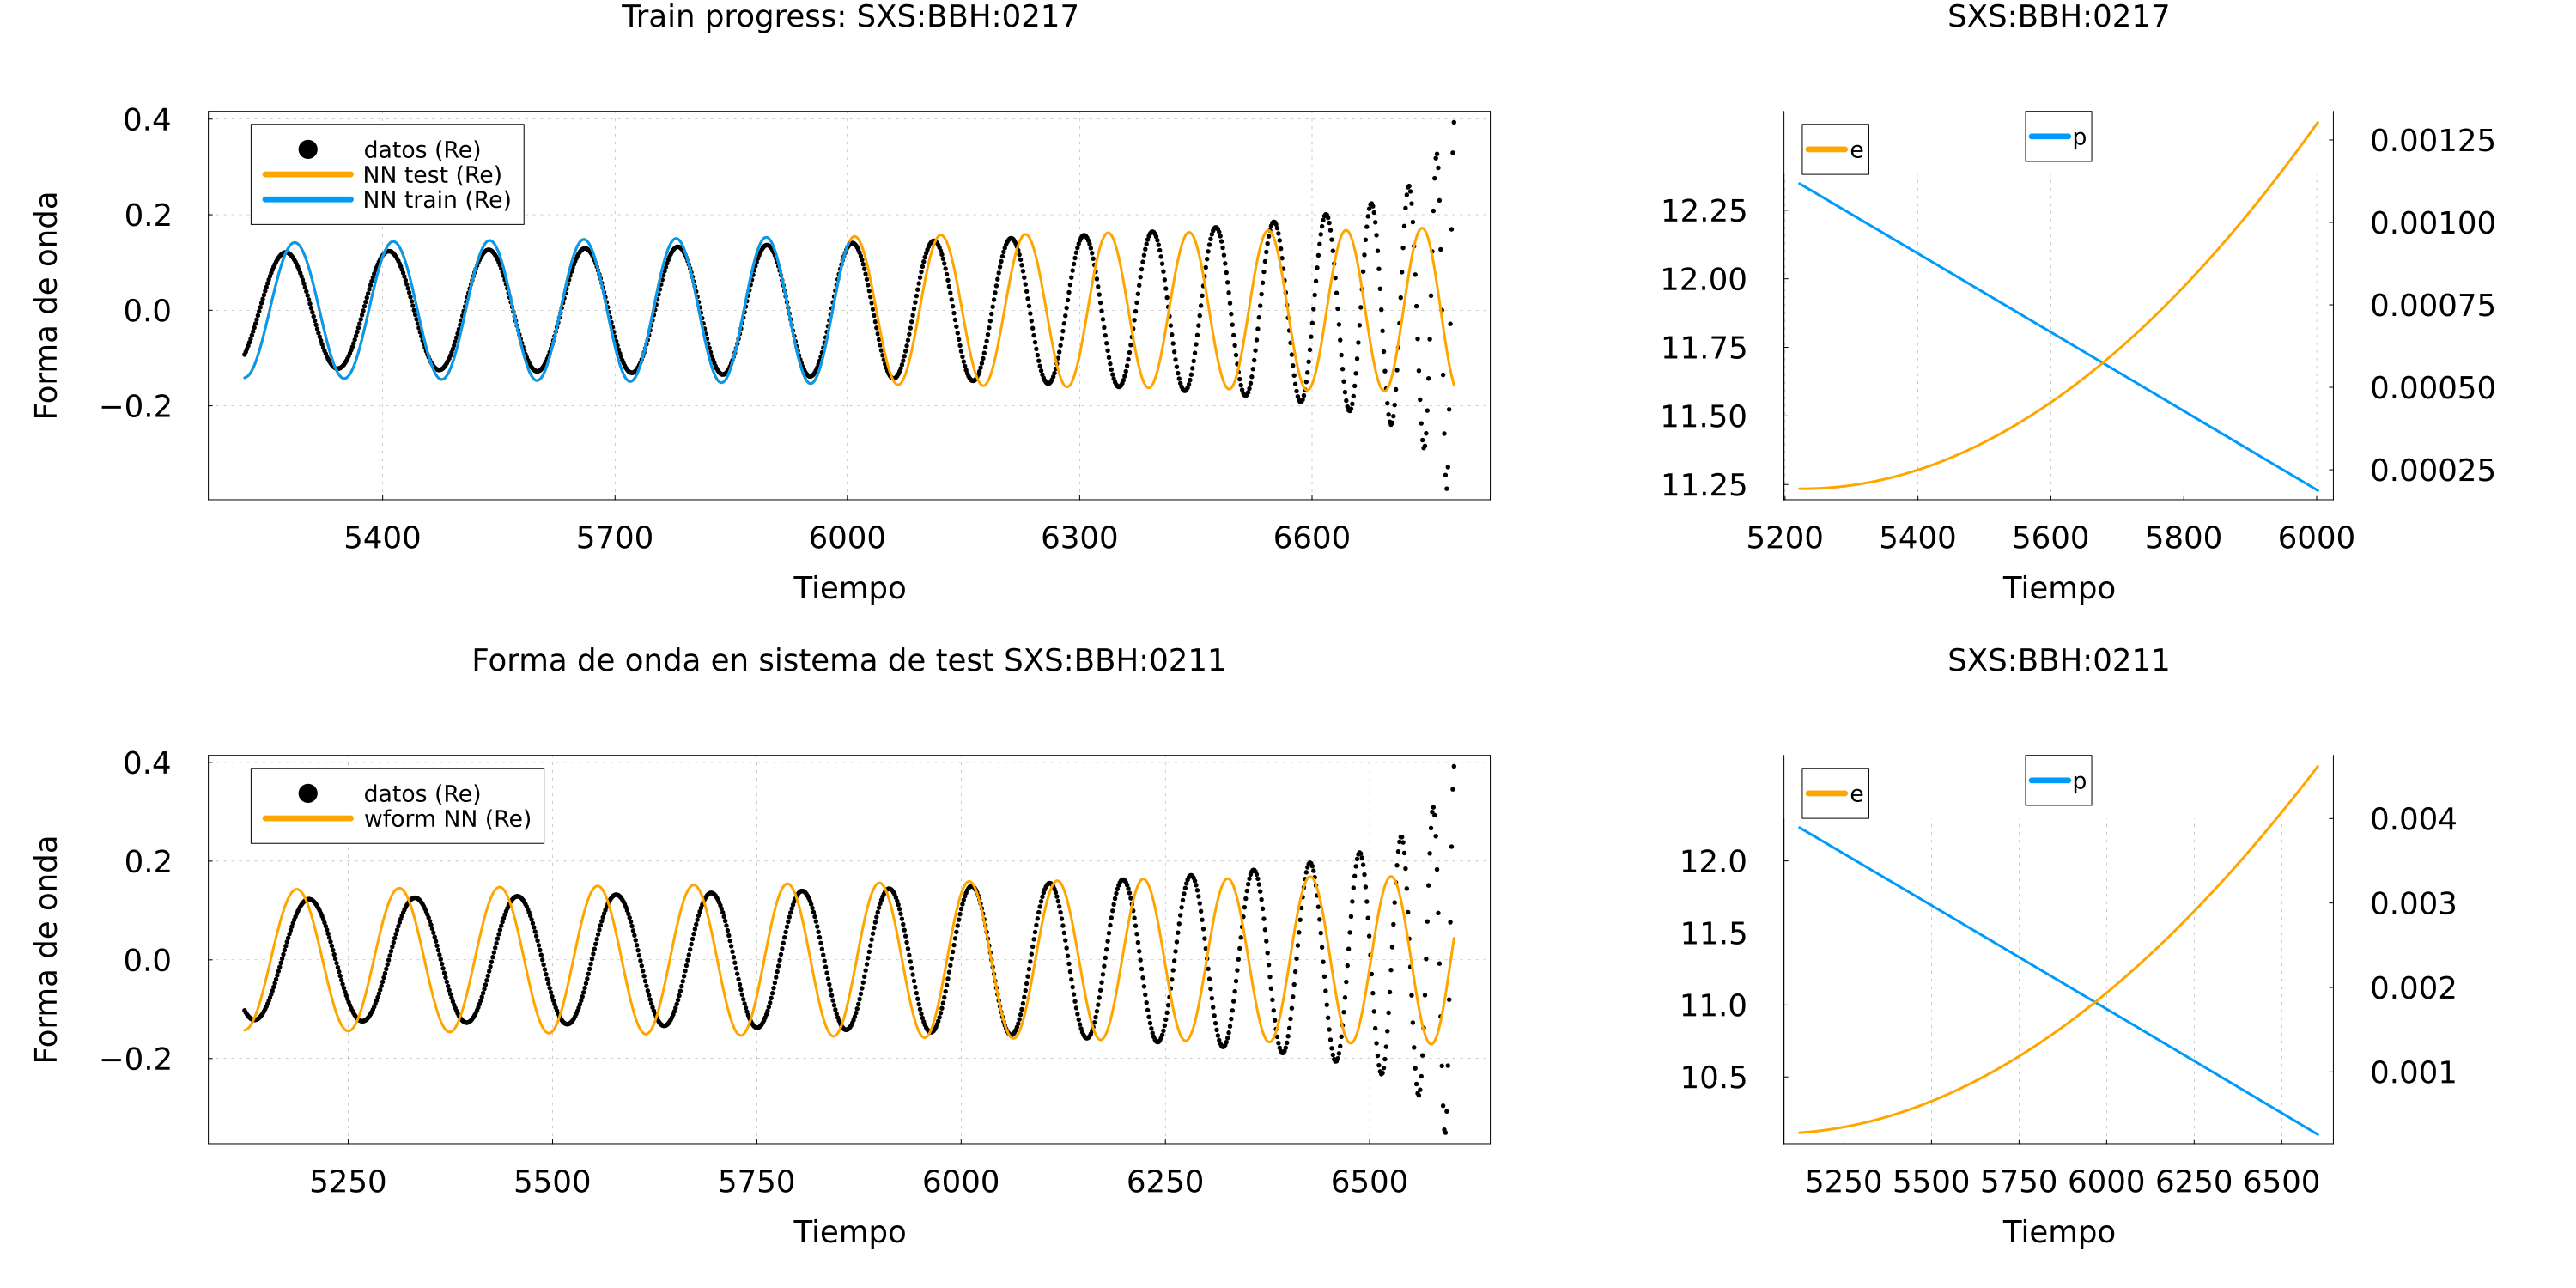 Train progress: SXS:BBH:0217
0.4
0.2
0.0
−0.2
Forma de onda
datos (Re)
NN test (Re)
NN train (Re)
5400 5700 6000 6300 6600
Tiempo
SXS:BBH:0217
e
p
12.25
12.00
11.75
11.50
11.25
0.00125
0.00100
0.00075
0.00050
0.00025
5200 5400 5600 5800 6000
Tiempo
Forma de onda en sistema de test SXS:BBH:0211
0.4
0.2
0.0
−0.2
Forma de onda
datos (Re)
wform NN (Re)
5250 5500 5750 6000 6250 6500
Tiempo
SXS:BBH:0211
e
p
12.0
11.5
11.0
10.5
0.004
0.003
0.002
0.001
5250 5500 5750 6000 6250 6500
Tiempo